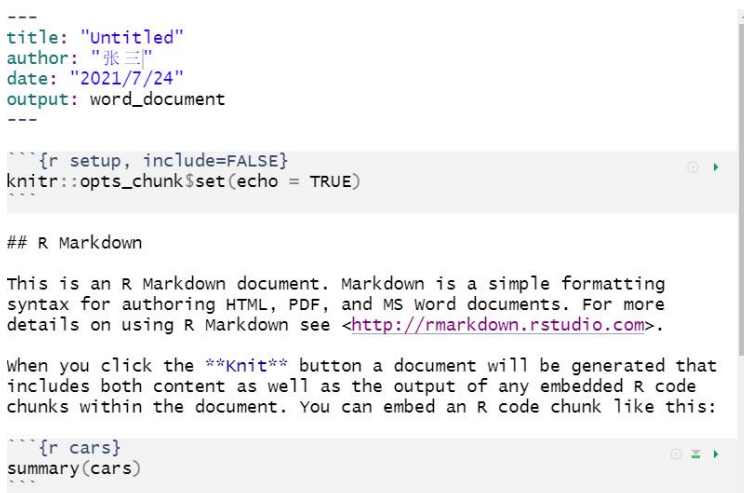 ---
title: "Untitled"
author: "张三"
date: "2021/7/24"
output: word_document
---
```{r setup, include=FALSE}
knitr::opts_chunk$set(echo = TRUE)
```
## R Markdown
This is an R Markdown document. Markdown is a simple formatting
syntax for authoring HTML, PDF, and MS Word documents. For more
details on using R Markdown see <http://rmarkdown.rstudio.com>.
When you click the **Knit** button a document will be generated that
includes both content as well as the output of any embedded R code
chunks within the document. You can embed an R code chunk like this:
```{r cars}
summary(cars)
```